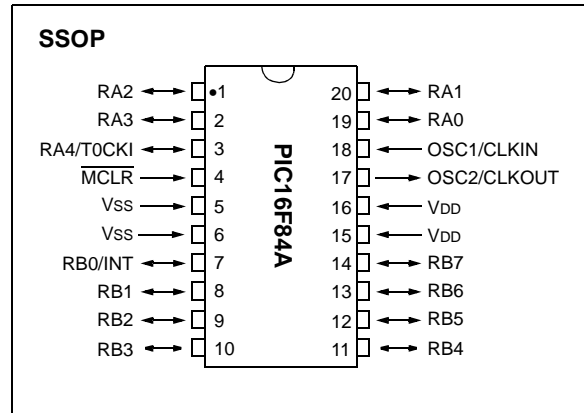 SSOP
RA2 •1 20 RA1
RA3 2 19 RA0
RA4/T0CKI 3 18 OSC1/CLKIN
MCLR 4 17 OSC2/CLKOUT
VSS 5 16 VDD
VSS 6 15 VDD
RB0/INT 7 14 RB7
RB1 8 13 RB6
RB2 9 12 RB5
RB3 10 11 RB4
PIC16F84A